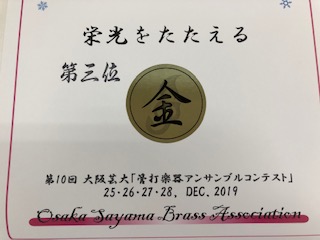 栄光をたたえる
第三位
金
第10回 大阪芸大「管打楽器アンサンブルコンテスト」
25・26・27・28, DEC, 2019
Osaka Sayama Brass Association